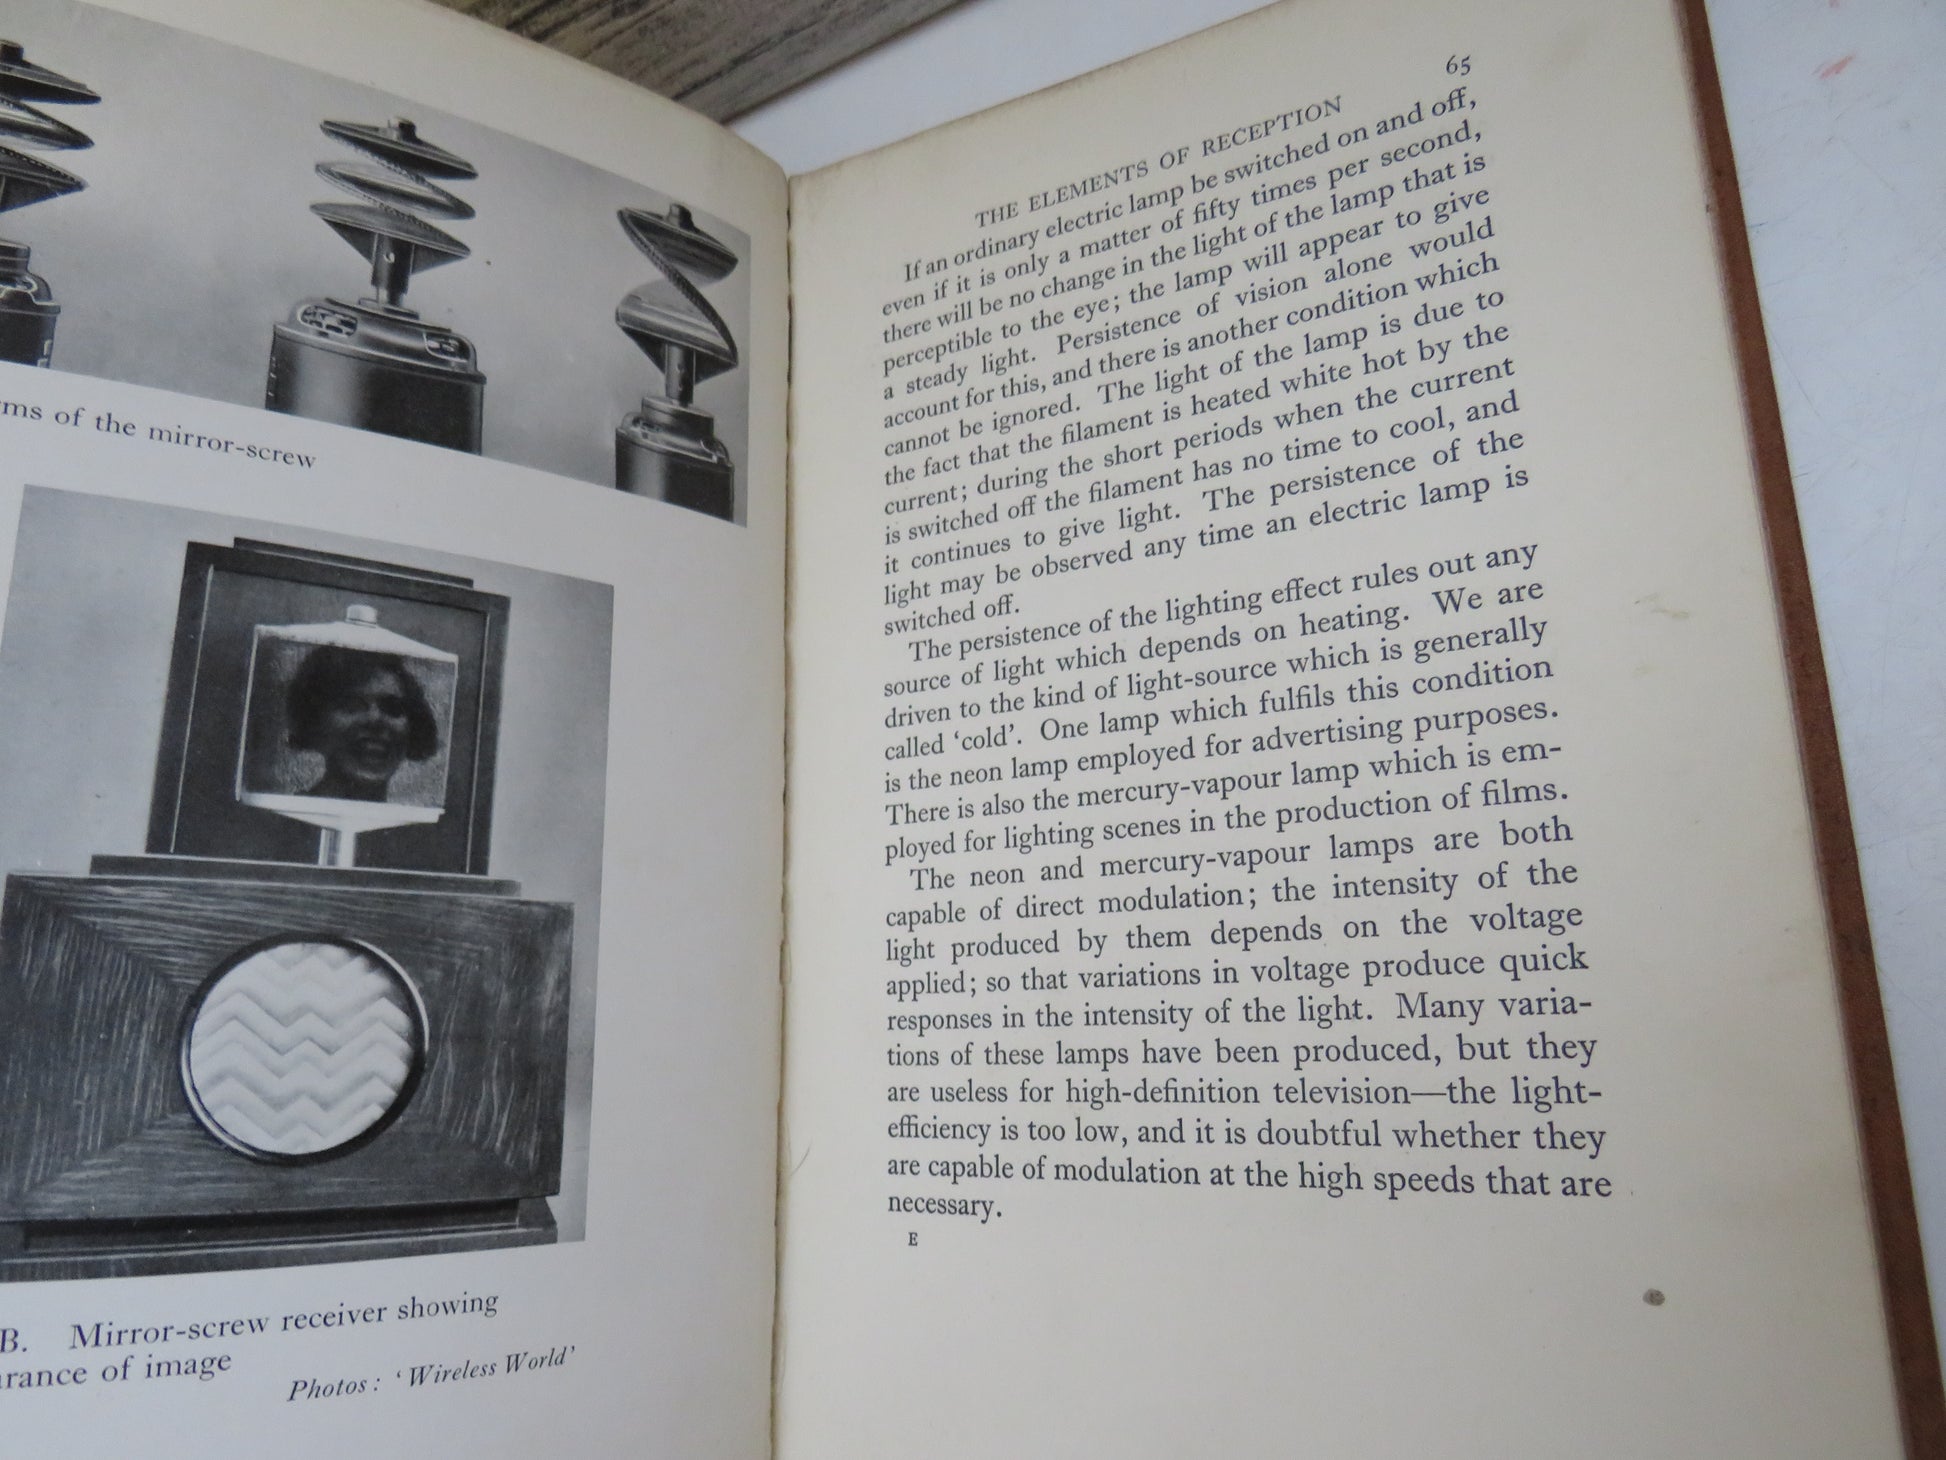 rms of the mirror-screw
B. Mirror-screw receiver showing
arance of image
Photos: 'Wireless World'
THE ELEMENTS OF RECEPTION 65
If an ordinary electric lamp be switched on and off,
even if it is only a matter of fifty times per second,
there will be no change in the light of the lamp that is
perceptible to the eye; the lamp will appear to give
a steady light. Persistence of vision alone would
account for this, and there is another condition which
cannot be ignored. The light of the lamp is due to
the fact that the filament is heated white hot by the
current; during the short periods when the current
is switched off the filament has no time to cool, and
it continues to give light. The persistence of the
light may be observed any time an electric lamp is
switched off.
The persistence of the lighting effect rules out any
source of light which depends on heating. We are
driven to the kind of light-source which is generally
called 'cold'. One lamp which fulfils this condition
is the neon lamp employed for advertising purposes.
There is also the mercury-vapour lamp which is em-
ployed for lighting scenes in the production of films.
The neon and mercury-vapour lamps are both
capable of direct modulation; the intensity of the
light produced by them depends on the voltage
applied; so that variations in voltage produce quick
responses in the intensity of the light. Many varia-
tions of these lamps have been produced, but they
are useless for high-definition television—the light-
efficiency is too low, and it is doubtful whether they
are capable of modulation at the high speeds that are
necessary.
E